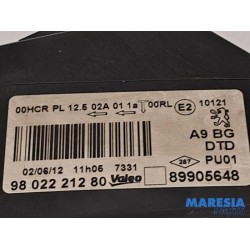 00HCR PL 12.5 02A 01 1a 00RL E2 10121
A9 BG
DTD
287 PU01
02/06/12 11h05 7331
98 022 212 80 Valeo 89905648
MARESIA